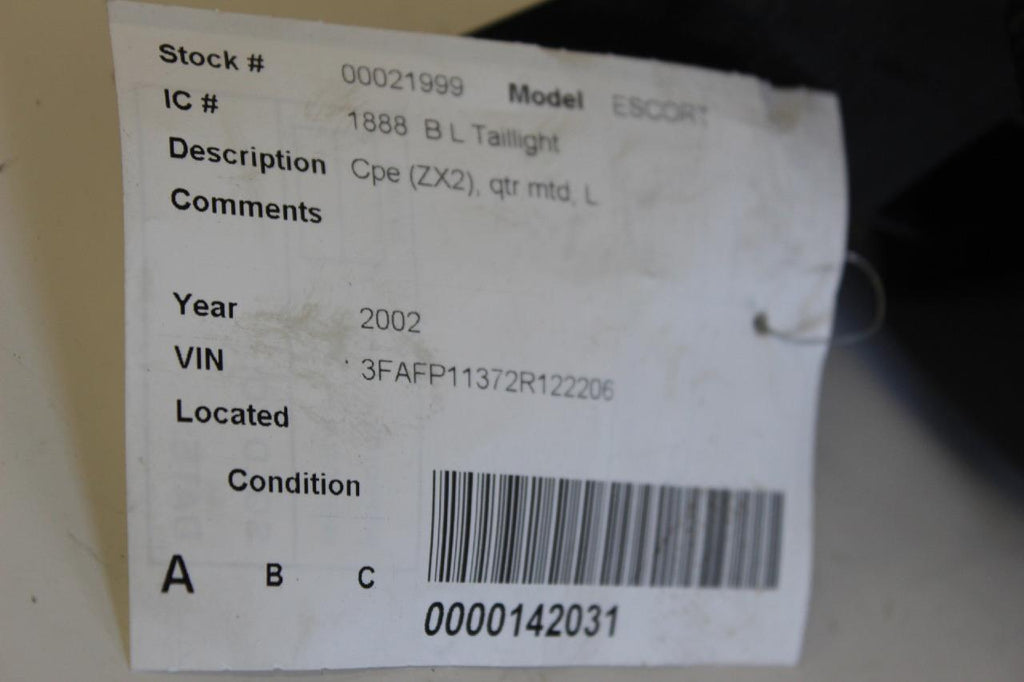 Stock # 00021999 Model ESCORT
IC # 1888 B L Taillight
Description Cpe (ZX2), qtr mtd, L
Comments
Year 2002
VIN 3FAFP11372R122206
Located
Condition
A B C
0000142031